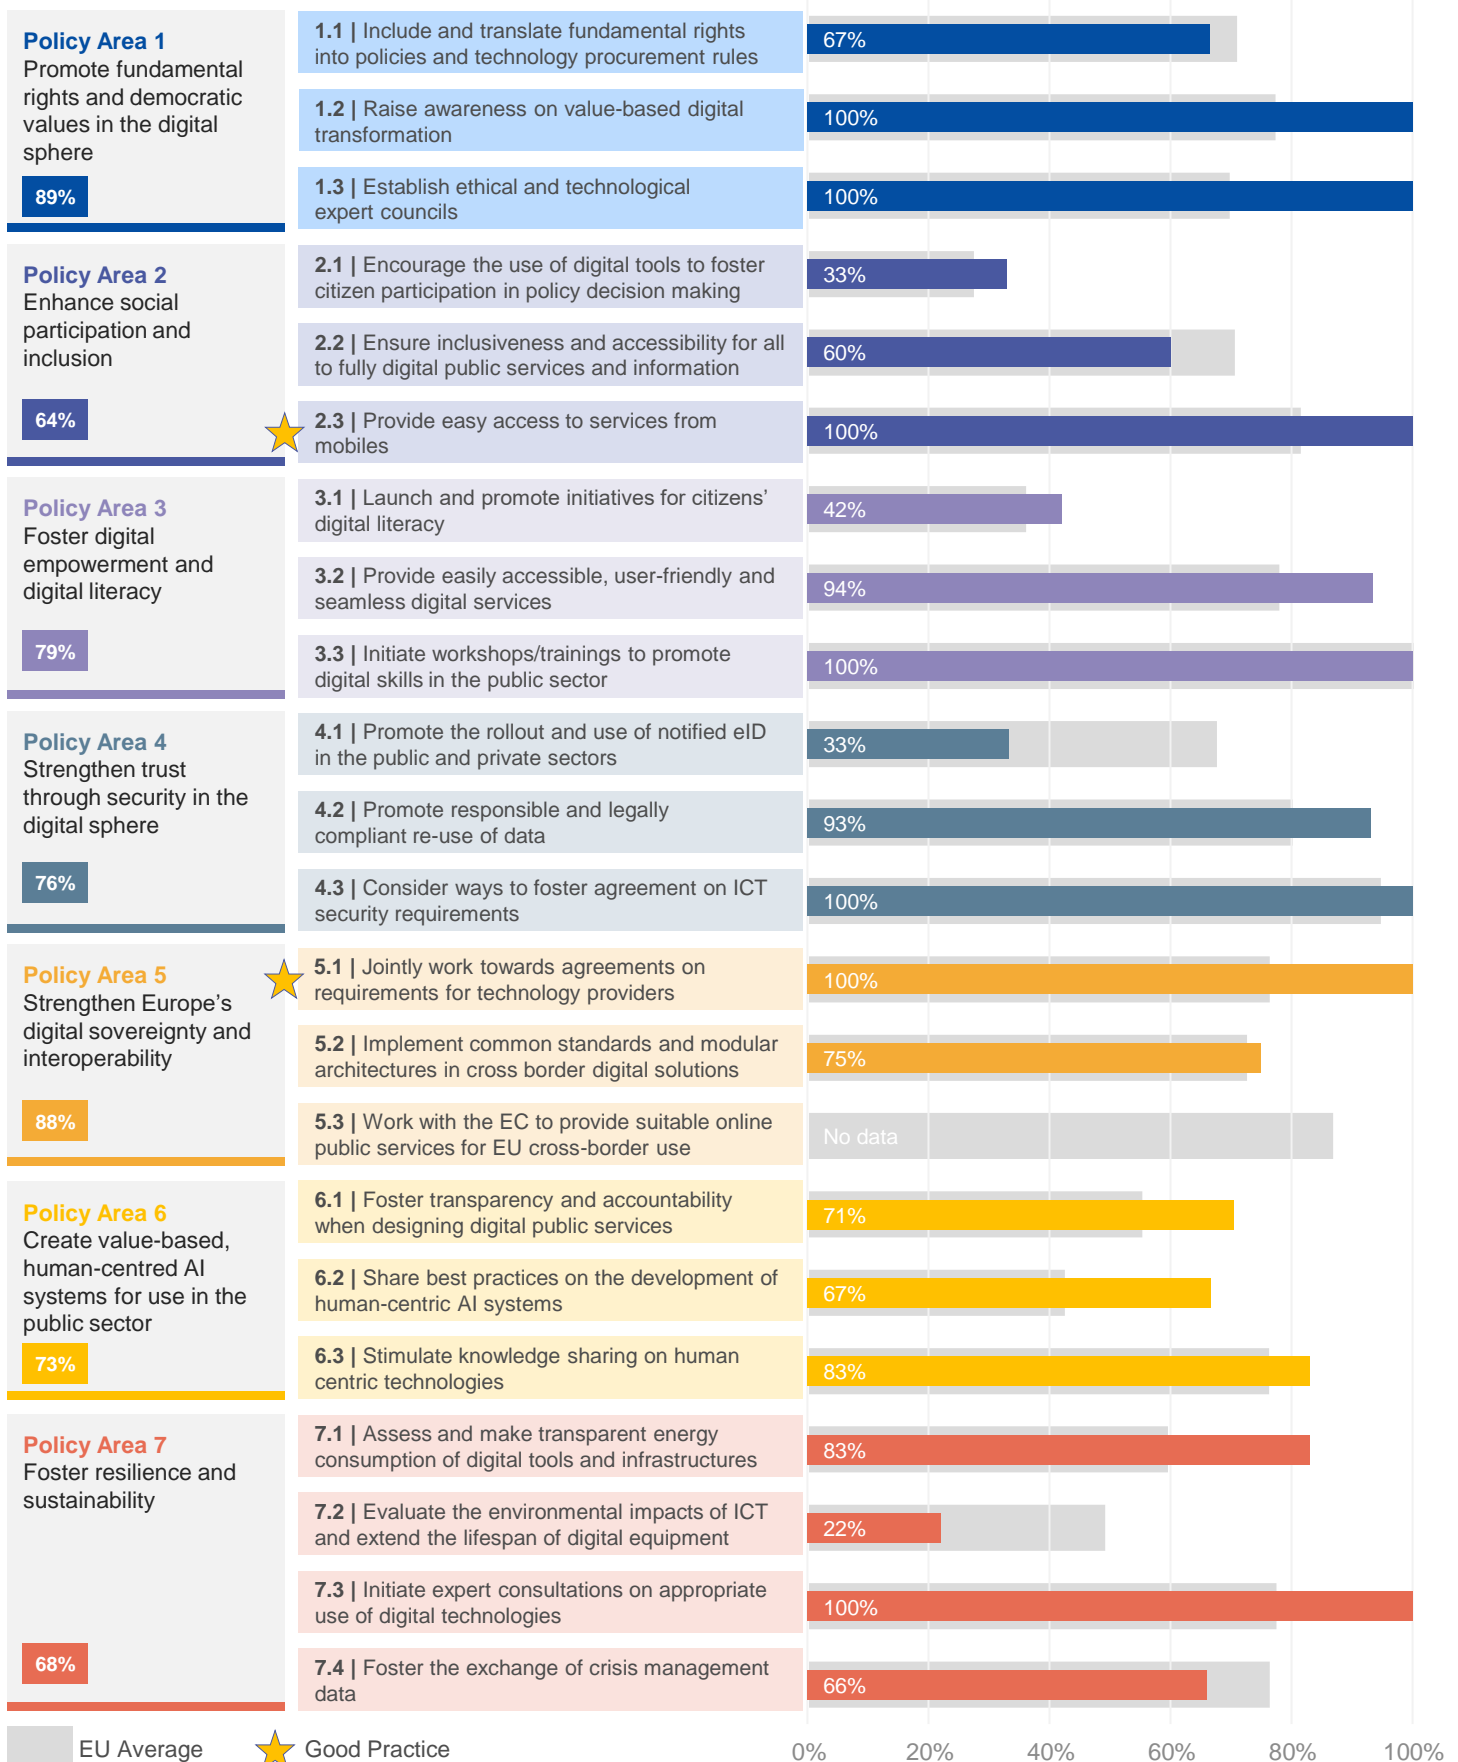 Policy Area 1
Promote fundamental
rights and democratic
values in the digital
sphere
89%
1.1 | Include and translate fundamental rights
into policies and technology procurement rules
67%
1.2 | Raise awareness on value-based digital
transformation
100%
1.3 | Establish ethical and technological
expert councils
100%
Policy Area 2
Enhance social
participation and
inclusion
64%
2.1 | Encourage the use of digital tools to foster
citizen participation in policy decision making
33%
2.2 | Ensure inclusiveness and accessibility for all
to fully digital public services and information
60%
2.3 | Provide easy access to services from
mobiles
100%
Policy Area 3
Foster digital
empowerment and
digital literacy
79%
3.1 | Launch and promote initiatives for citizens’
digital literacy
42%
3.2 | Provide easily accessible, user-friendly and
seamless digital services
94%
3.3 | Initiate workshops/trainings to promote
digital skills in the public sector
100%
Policy Area 4
Strengthen trust
through security in the
digital sphere
76%
4.1 | Promote the rollout and use of notified eID
in the public and private sectors
33%
4.2 | Promote responsible and legally
compliant re-use of data
93%
4.3 | Consider ways to foster agreement on ICT
security requirements
100%
Policy Area 5
Strengthen Europe’s
digital sovereignty and
interoperability
88%
5.1 | Jointly work towards agreements on
requirements for technology providers
100%
5.2 | Implement common standards and modular
architectures in cross border digital solutions
75%
5.3 | Work with the EC to provide suitable online
public services for EU cross-border use
No data
Policy Area 6
Create value-based,
human-centred AI
systems for use in the
public sector
73%
6.1 | Foster transparency and accountability
when designing digital public services
71%
6.2 | Share best practices on the development of
human-centric AI systems
67%
6.3 | Stimulate knowledge sharing on human
centric technologies
83%
Policy Area 7
Foster resilience and
sustainability
68%
7.1 | Assess and make transparent energy
consumption of digital tools and infrastructures
83%
7.2 | Evaluate the environmental impacts of ICT
and extend the lifespan of digital equipment
22%
7.3 | Initiate expert consultations on appropriate
use of digital technologies
100%
7.4 | Foster the exchange of crisis management
data
66%
EU Average
Good Practice
0% 20% 40% 60% 80% 100%